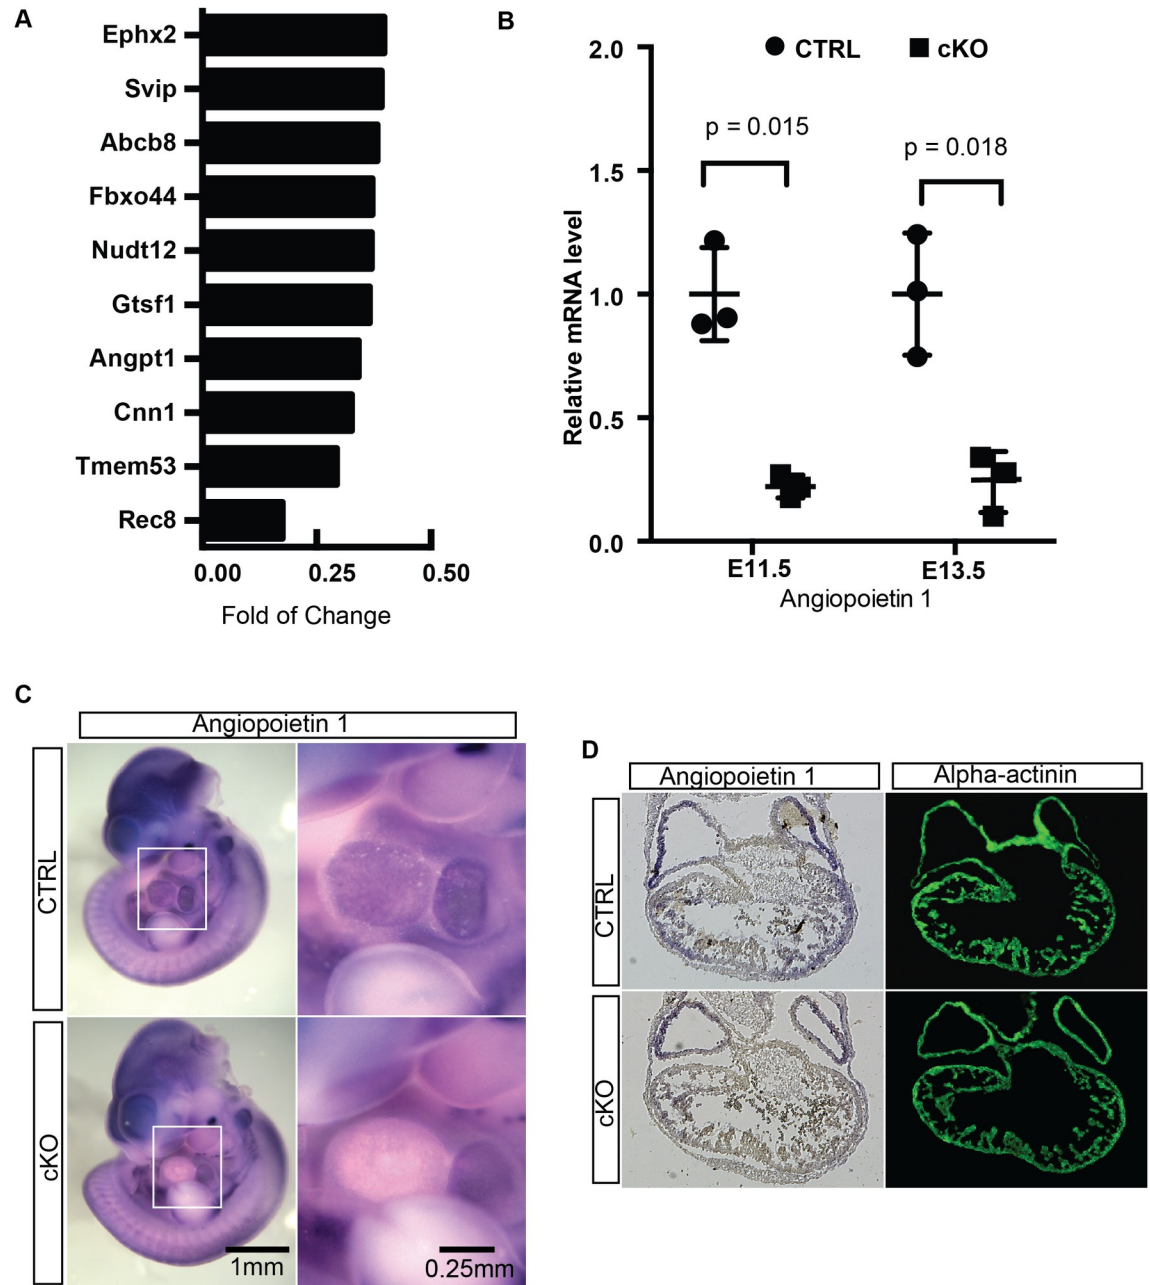 A
Ephx2
Svip
Abcb8
Fbxo44
Nudt12
Gtsf1
Angpt1
Cnn1
Tmem53
Rec8
0.00 0.25 0.50
Fold of Change
B
CTRL cKO
2.0
1.5
1.0
0.5
0.0
Relative mRNA level
p = 0.015
p = 0.018
E11.5 E13.5
Angiopoietin 1
C
Angiopoietin 1
CTRL
cKO
1mm
0.25mm
D
Angiopoietin 1 Alpha-actinin
CTRL
cKO